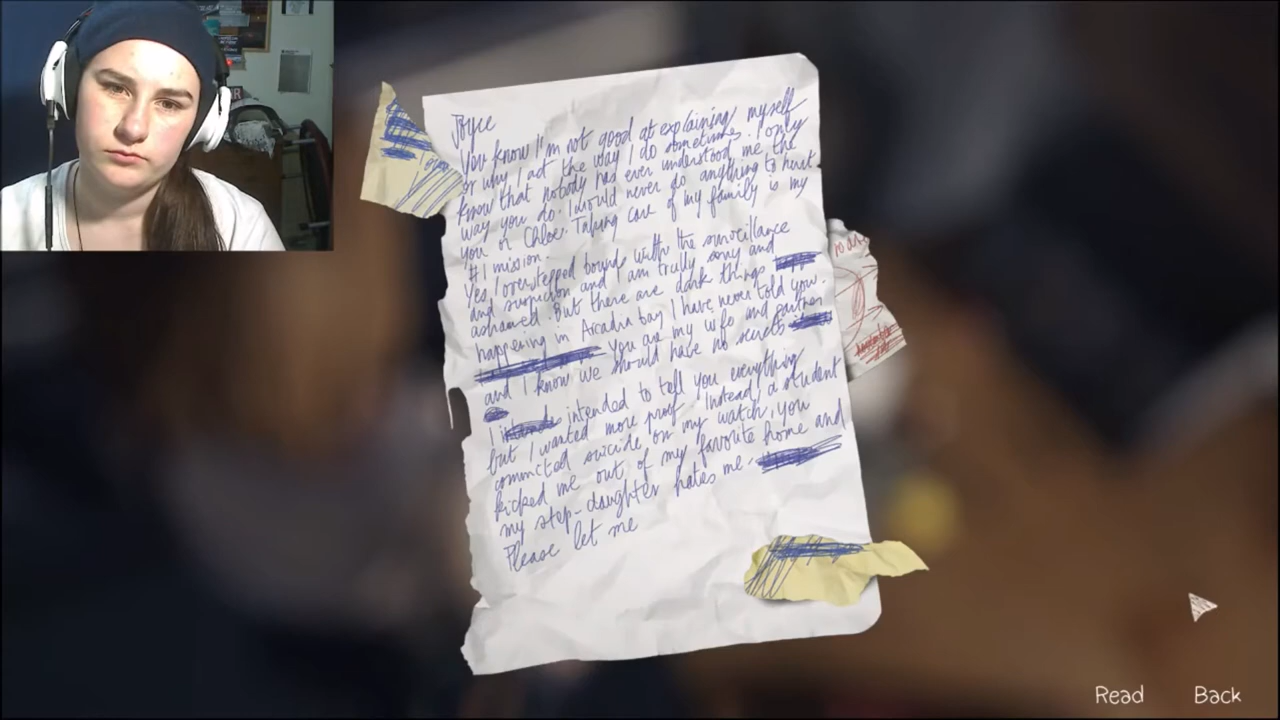 Joyce
You know I'm not good at explaining myself
or why I act the way I do sometimes. I only
know that nobody has ever understood me the
way you do. I would never do anything to hurt
you or Chloe. Taking care of my family is my
#1 mission.
Yes, I overstepped bounds with the surveillance
and suspicion and I am trully sorry and
ashamed. But there are dark things
happening in Arcadia bay I have never told you.
You are my wife and partner
and I know we should have no secrets
I intended to tell you everything
but I wanted more proof. Instead, a student
commited suicide on my watch, you
kicked me out of my favorite home and
my step-daughter hates me.
Please let me
Read Back